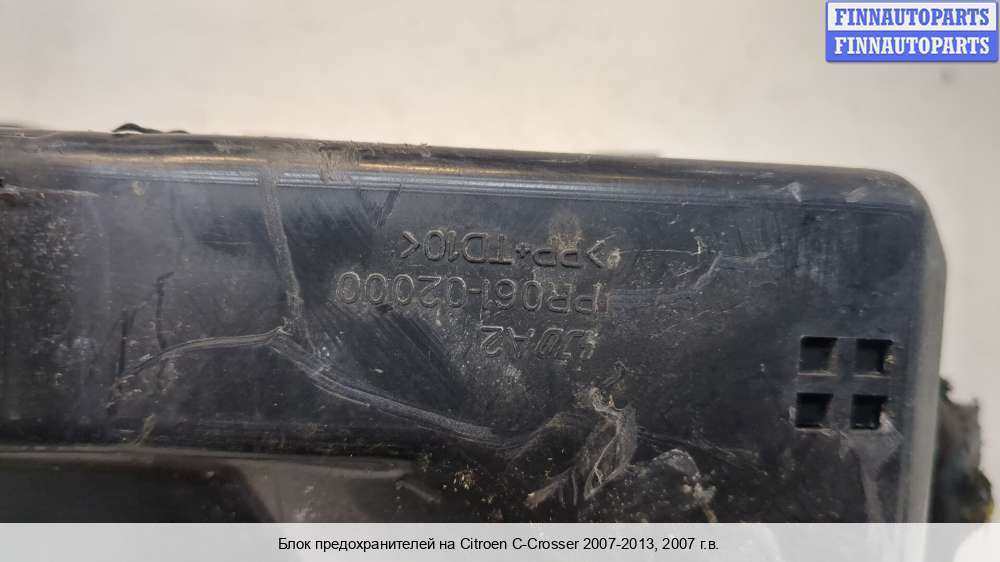 FINNAUTOPARTS
FINNAUTOPARTS
>PP+TD10<
PR061-02000
Блок предохранителей на Citroen C-Crosser 2007-2013, 2007 г.в.